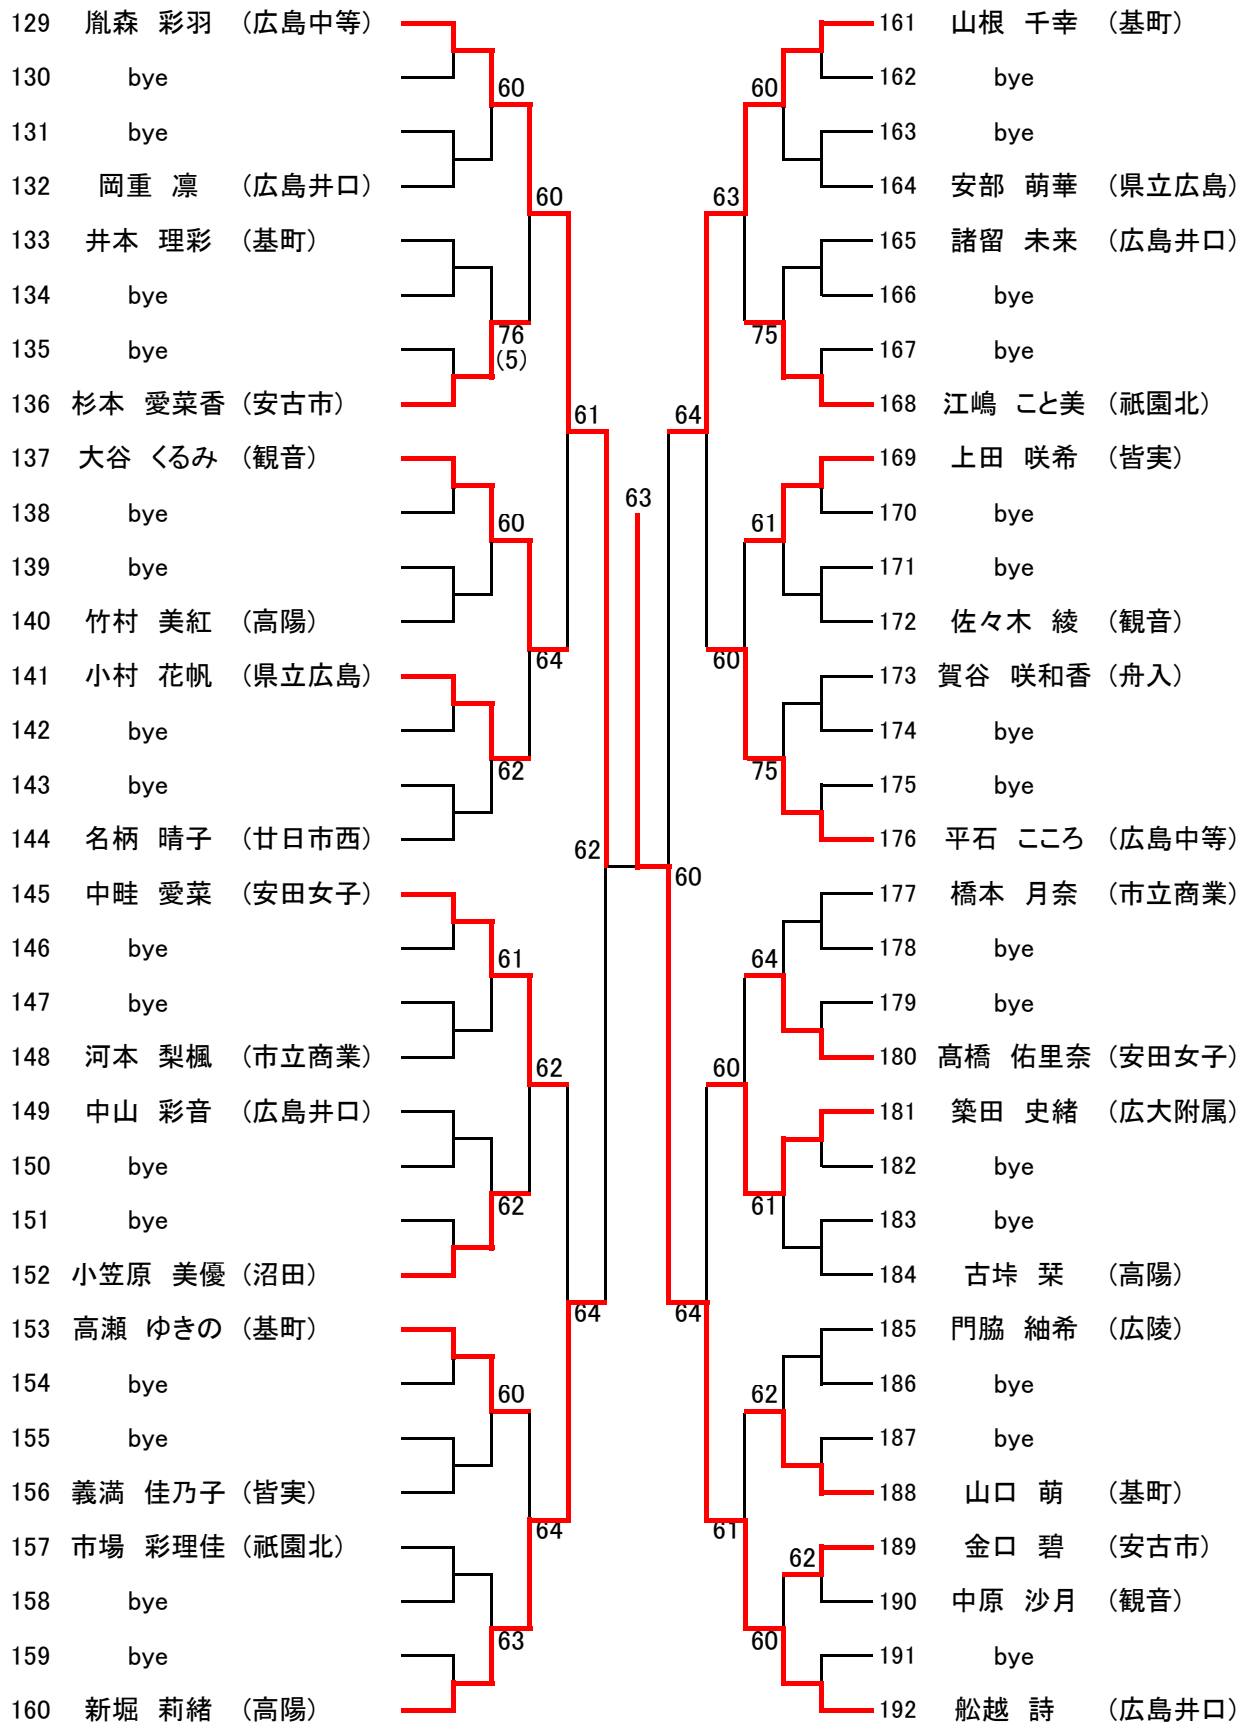 129 胤森 彩羽 (広島中等)
130 bye
60
131 bye
132 岡重 凛 (広島井口)
60
133 井本 理彩 (基町)
134 bye
76
(5)
135 bye
136 杉本 愛菜香 (安古市)
61
137 大谷 くるみ (観音)
138 bye
60
139 bye
140 竹村 美紅 (高陽)
64
141 小村 花帆 (県立広島)
142 bye
62
143 bye
144 名柄 晴子 (廿日市西)
62
145 中畦 愛菜 (安田女子)
146 bye
61
147 bye
148 河本 梨楓 (市立商業)
62
149 中山 彩音 (広島井口)
150 bye
62
151 bye
152 小笠原 美優 (沼田)
64
153 高瀬 ゆきの (基町)
154 bye
60
155 bye
156 義満 佳乃子 (皆実)
64
157 市場 彩理佳 (祇園北)
158 bye
63
159 bye
160 新堀 莉緒 (高陽)
63
161 山根 千幸 (基町)
60
162 bye
163 bye
164 安部 萌華 (県立広島)
63
165 諸留 未来 (広島井口)
166 bye
75
167 bye
168 江嶋 こと美 (祇園北)
64
169 上田 咲希 (皆実)
170 bye
61
171 bye
172 佐々木 綾 (観音)
60
173 賀谷 咲和香 (舟入)
174 bye
75
175 bye
176 平石 こころ (広島中等)
60
177 橋本 月奈 (市立商業)
178 bye
64
179 bye
180 髙橋 佑里奈 (安田女子)
60
181 築田 史緒 (広大附属)
182 bye
61
183 bye
184 古垰 栞 (高陽)
64
185 門脇 紬希 (広陵)
186 bye
62
187 bye
188 山口 萌 (基町)
61
189 金口 碧 (安古市)
62
190 中原 沙月 (観音)
60
191 bye
192 舩越 詩 (広島井口)